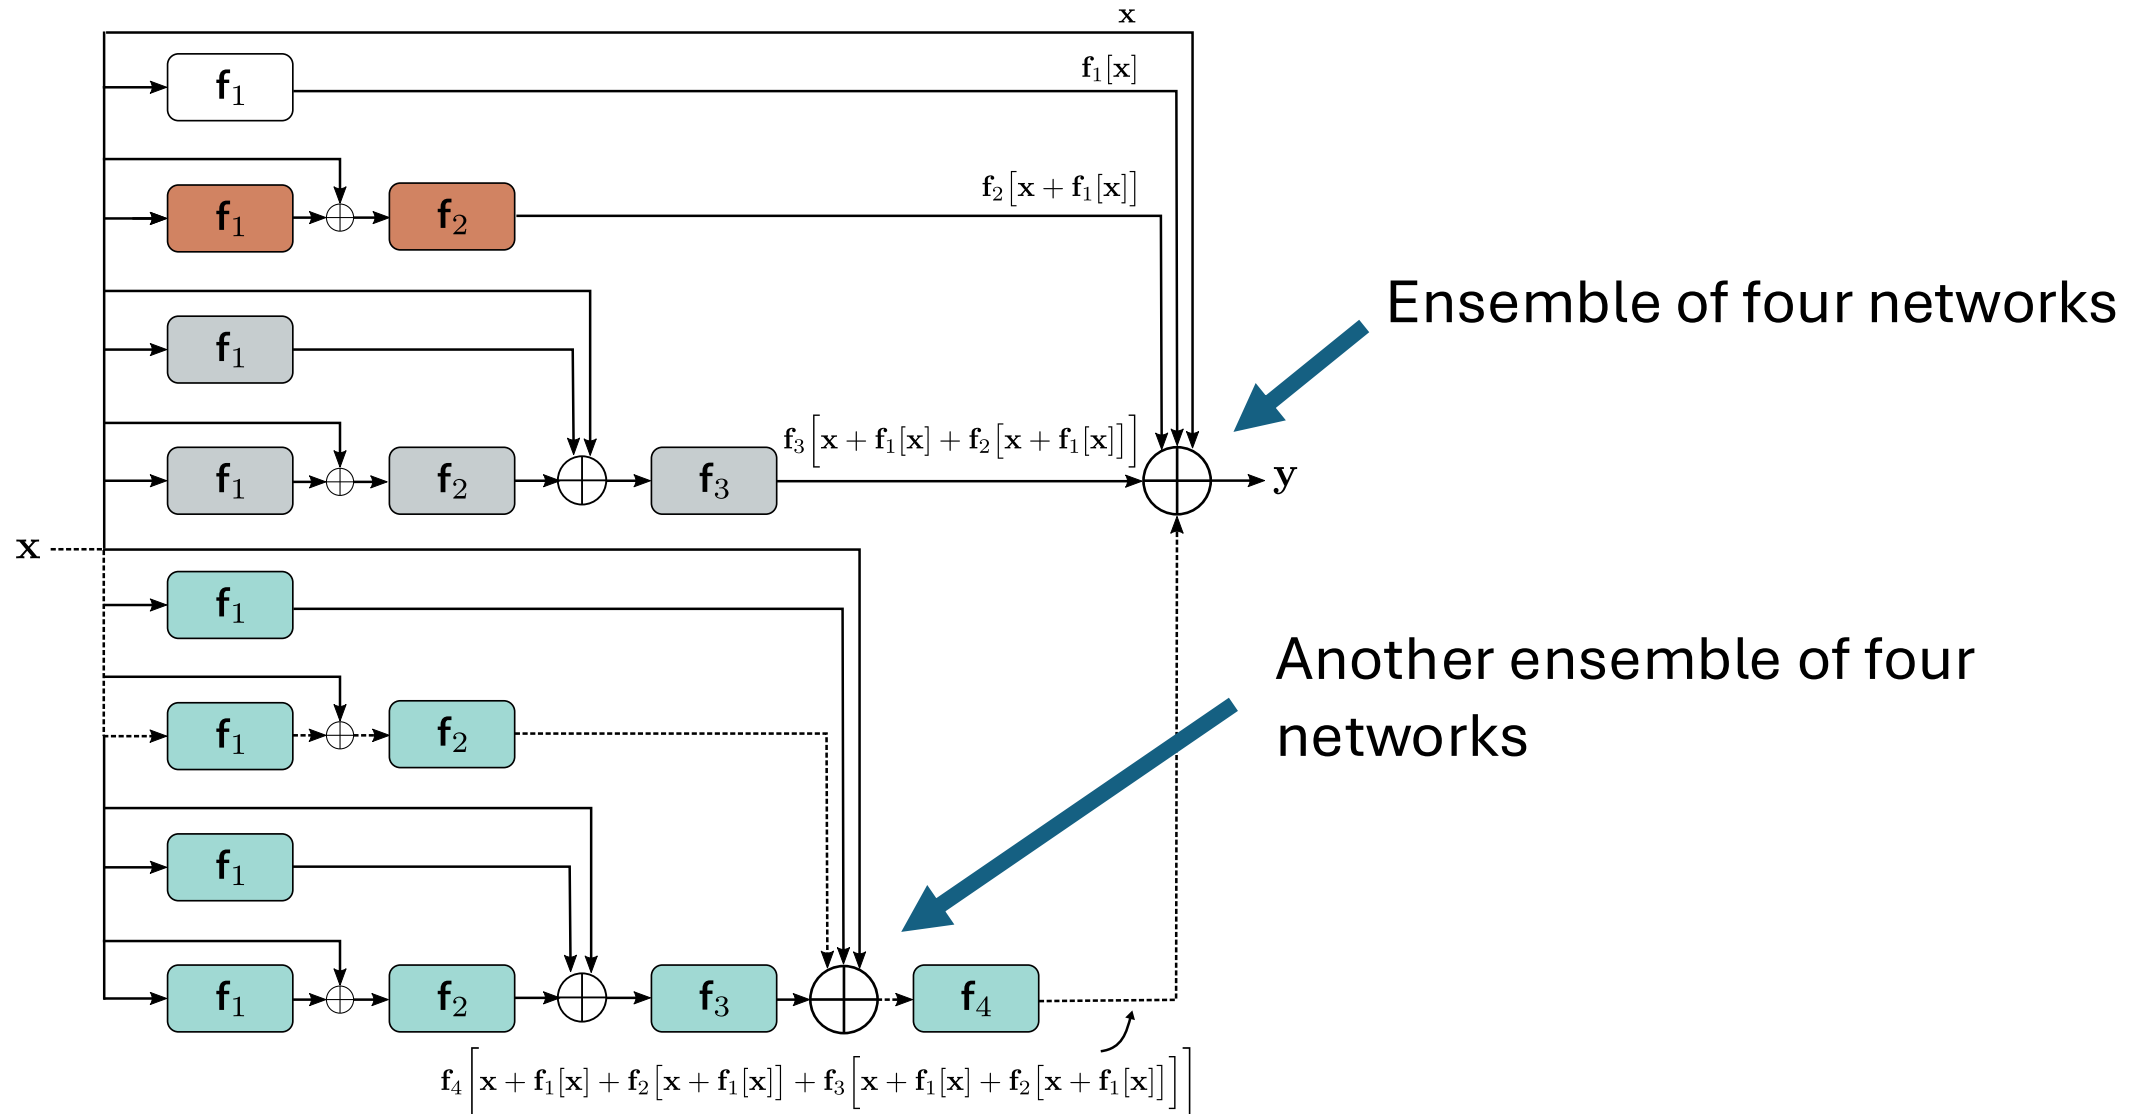 x
f₁
f₁[x]
f₁
f₂
f₂[x + f₁[x]]
Ensemble of four networks
f₁
f₁
f₂
f₃
f₃[x + f₁[x] + f₂[x + f₁[x]]]
y
x
f₁
Another ensemble of four
networks
f₁
f₂
f₁
f₁
f₂
f₃
f₄
f₄[x + f₁[x] + f₂[x + f₁[x]] + f₃[x + f₁[x] + f₂[x + f₁[x]]]]